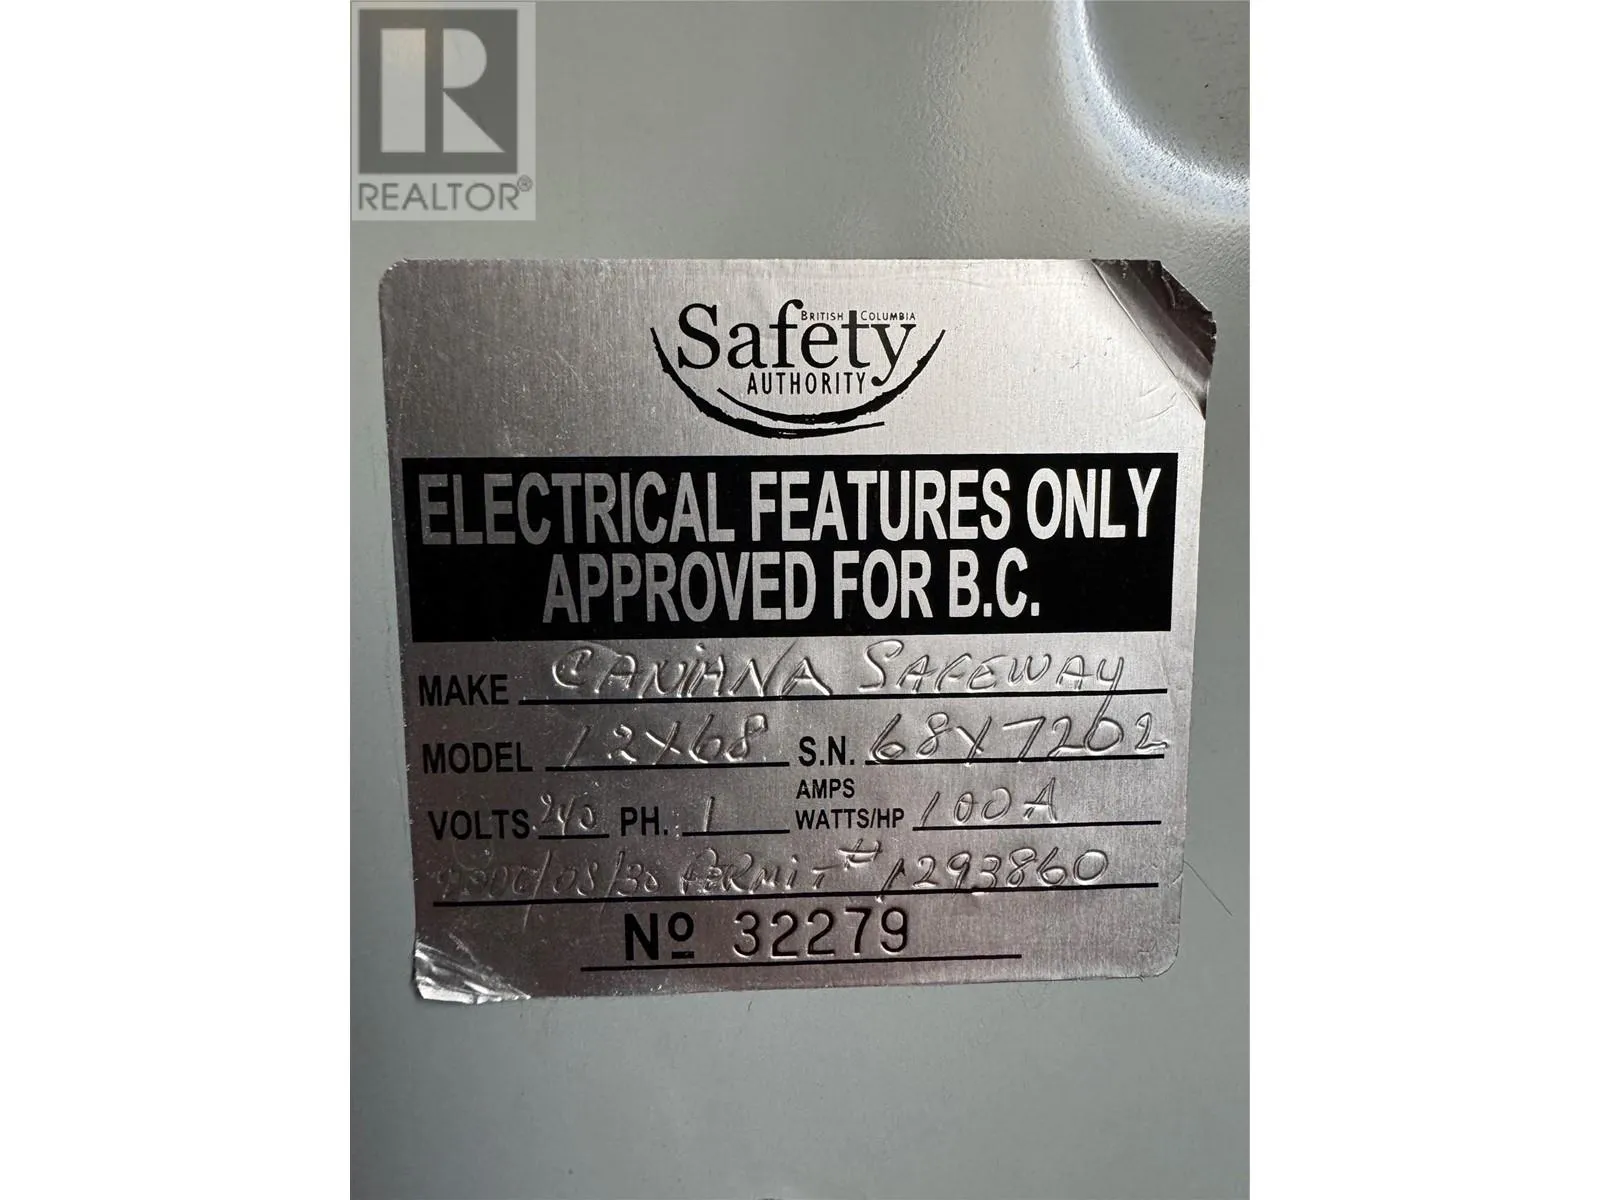 REALTOR®
BRITISH COLUMBIA
Safety
AUTHORITY
ELECTRICAL FEATURES ONLY
APPROVED FOR B.C.
MAKE SAFEWAY
MODEL 12X68 S.N. 68X7202
AMPS
VOLTS 240 PH. 1 WATTS/HP 100A
PERMIT # 1293860
Nº 32279